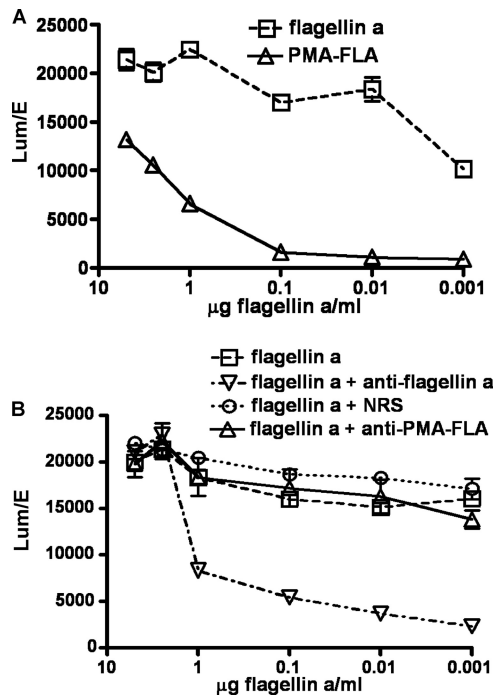 A
flagellin a
PMA-FLA
25000
20000
15000
10000
5000
0
Lum/E
10
1
0.1
0.01
0.001
µg flagellin a/ml
B
flagellin a
flagellin a + anti-flagellin a
flagellin a + NRS
flagellin a + anti-PMA-FLA
25000
20000
15000
10000
5000
0
Lum/E
10
1
0.1
0.01
0.001
µg flagellin a/ml